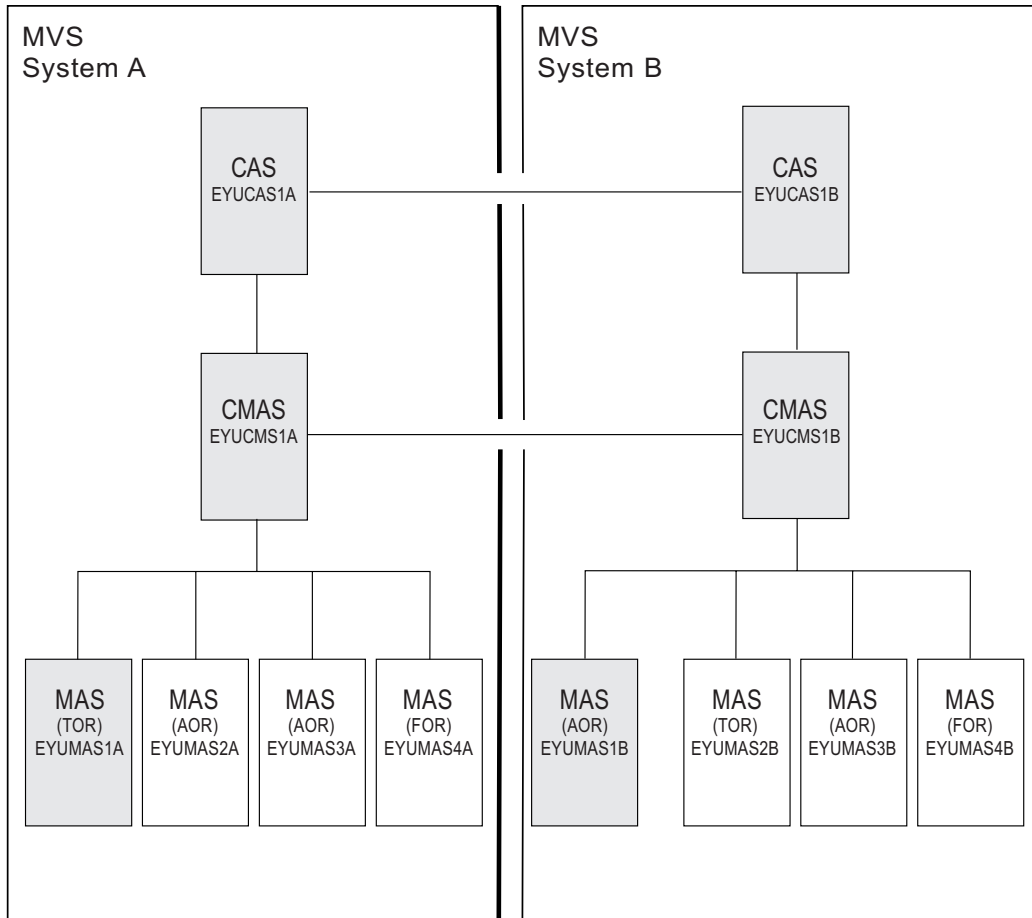 MVS
System A
MVS
System B
CAS
EYUCAS1A
CAS
EYUCAS1B
CMAS
EYUCMS1A
CMAS
EYUCMS1B
MAS
(TOR)
EYUMAS1A
MAS
(AOR)
EYUMAS2A
MAS
(AOR)
EYUMAS3A
MAS
(FOR)
EYUMAS4A
MAS
(AOR)
EYUMAS1B
MAS
(TOR)
EYUMAS2B
MAS
(AOR)
EYUMAS3B
MAS
(FOR)
EYUMAS4B